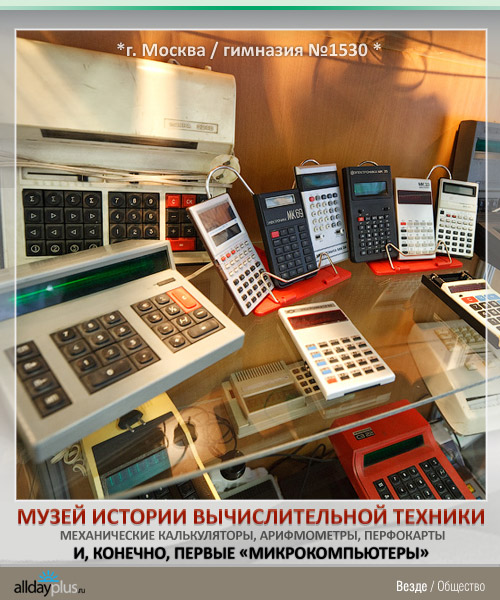 *г. Москва / гимназия №1530 *
МК 69
МУЗЕЙ ИСТОРИИ ВЫЧИСЛИТЕЛЬНОЙ ТЕХНИКИ
МЕХАНИЧЕСКИЕ КАЛЬКУЛЯТОРЫ, АРИФМОМЕТРЫ, ПЕРФОКАРТЫ
И, КОНЕЧНО, ПЕРВЫЕ «МИКРОКОМПЬЮТЕРЫ»
alldayplus.ru
Везде / Общество